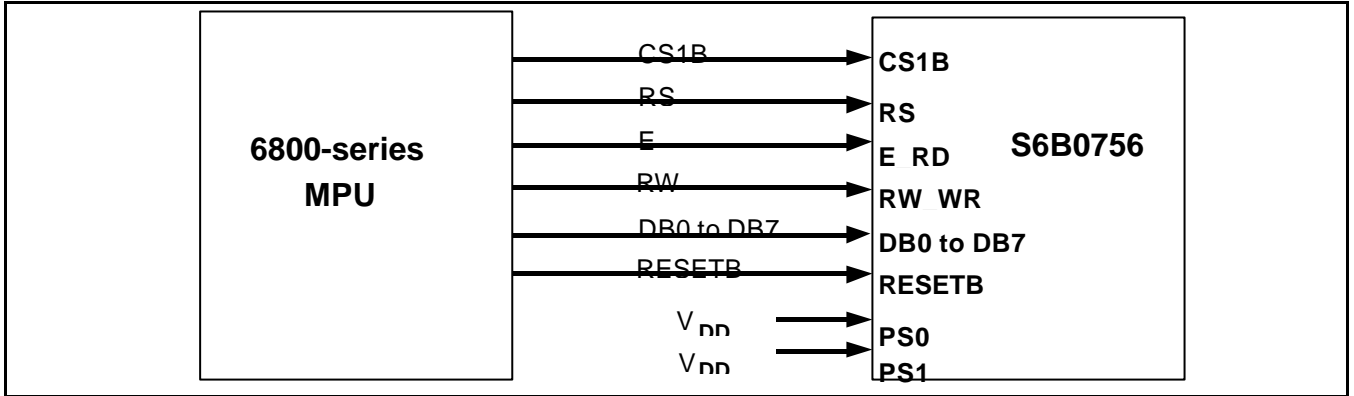 6800-series
MPU
CS1B
RS
E
RW
DB0 to DB7
RESETB
VDD
VDD
CS1B
RS
E_RD
RW_WR
DB0 to DB7
RESETB
PS0
PS1
S6B0756